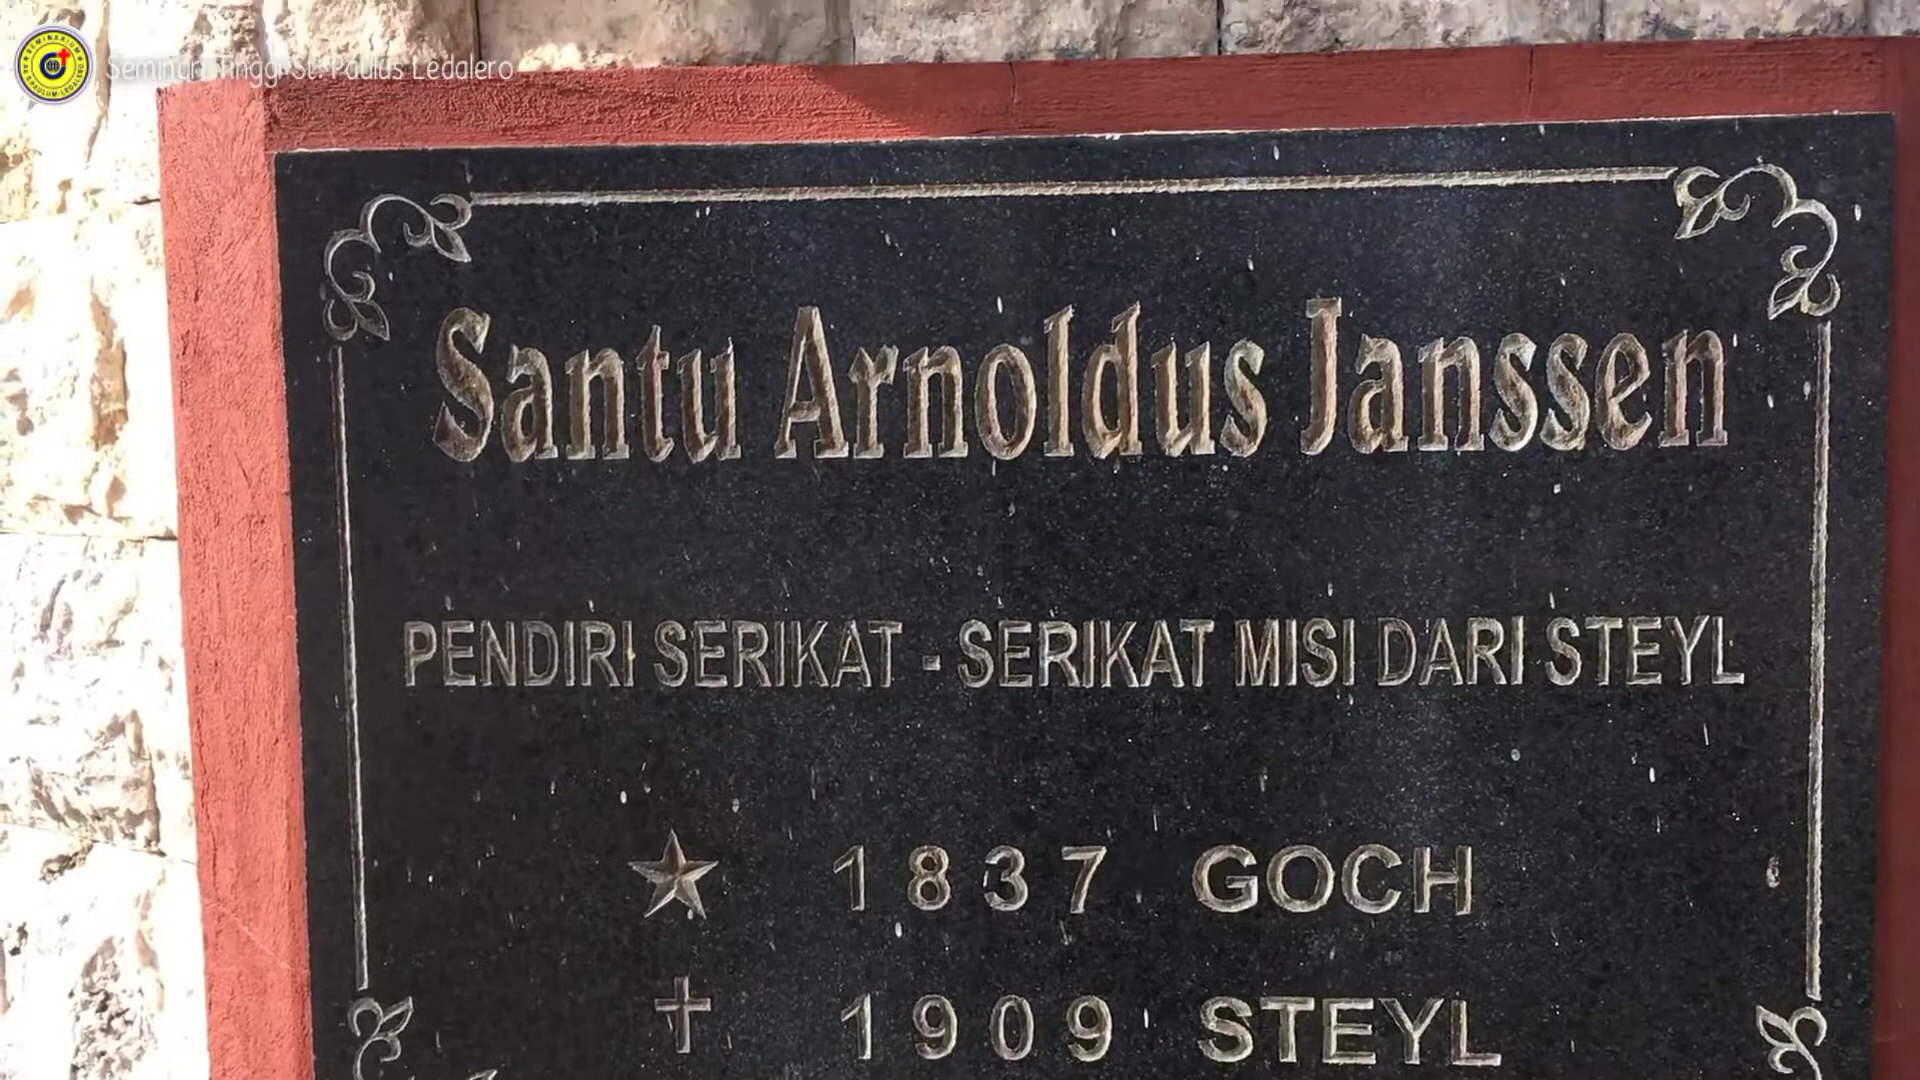 Seminari Tinggi St. Paulus Ledalero
Santu Arnoldus Janssen
PENDIRI SERIKAT - SERIKAT MISI DARI STEYL
1837 GOCH
1909 STEYL